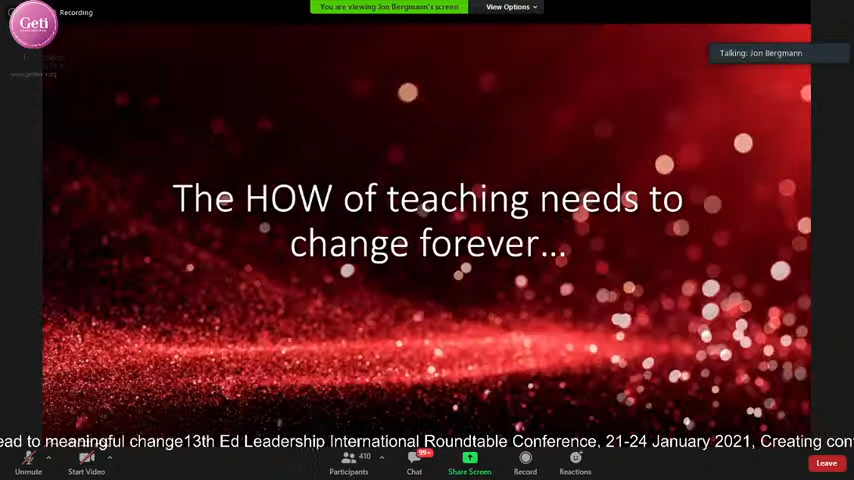 Geti
Recording
You are viewing Jon Bergmann's screen
View Options
Talking: Jon Bergmann
The HOW of teaching needs to
change forever...
ead to meaningful change13th Ed Leadership International Roundtable Conference, 21-24 January 2021, Creating con
Unmute
Start Video
410
Participants
99+
Chat
Share Screen
Record
Reactions
Leave